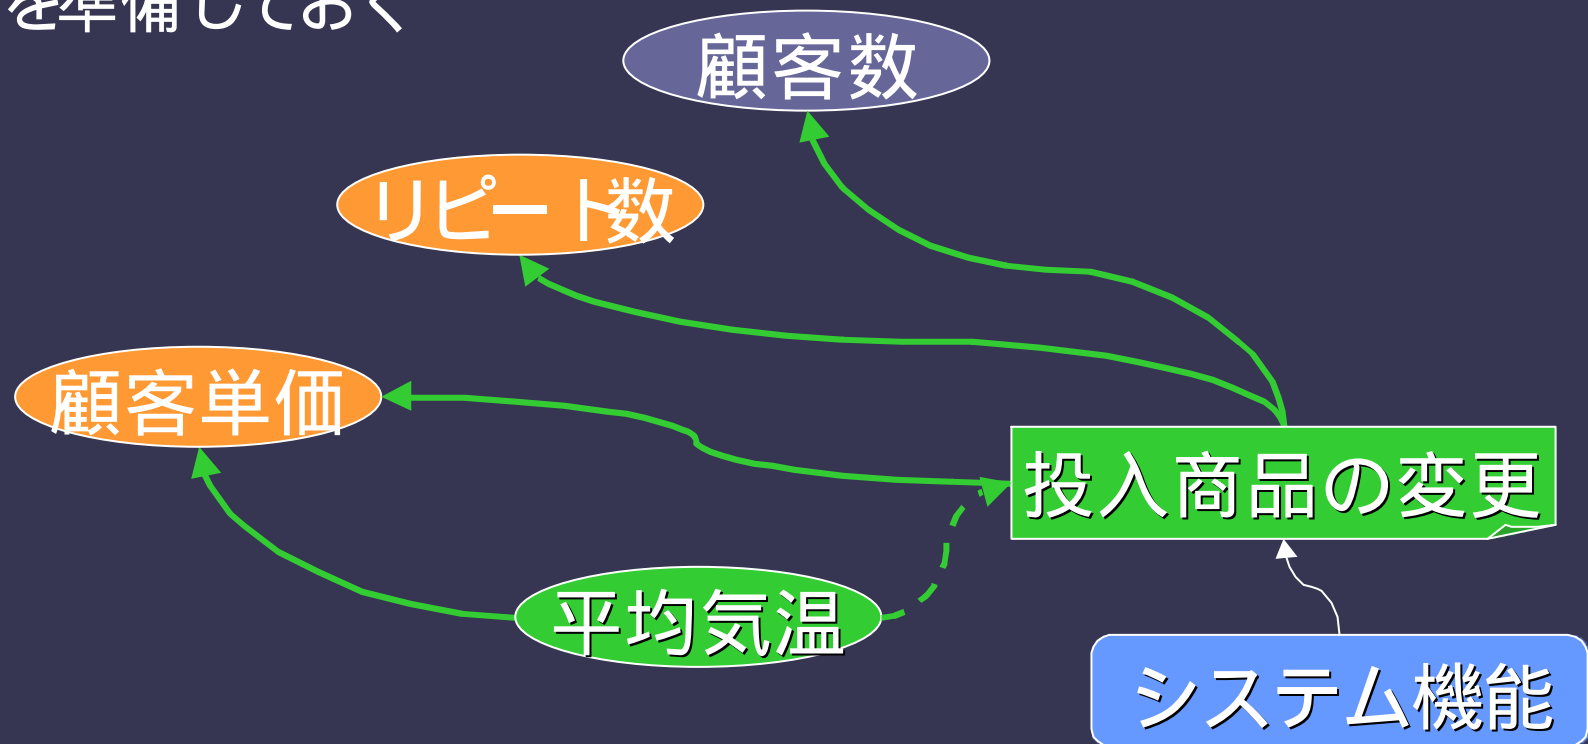 を準備しておく
顧客数
リピート数
顧客単価
投入商品の変更
平均気温
システム機能